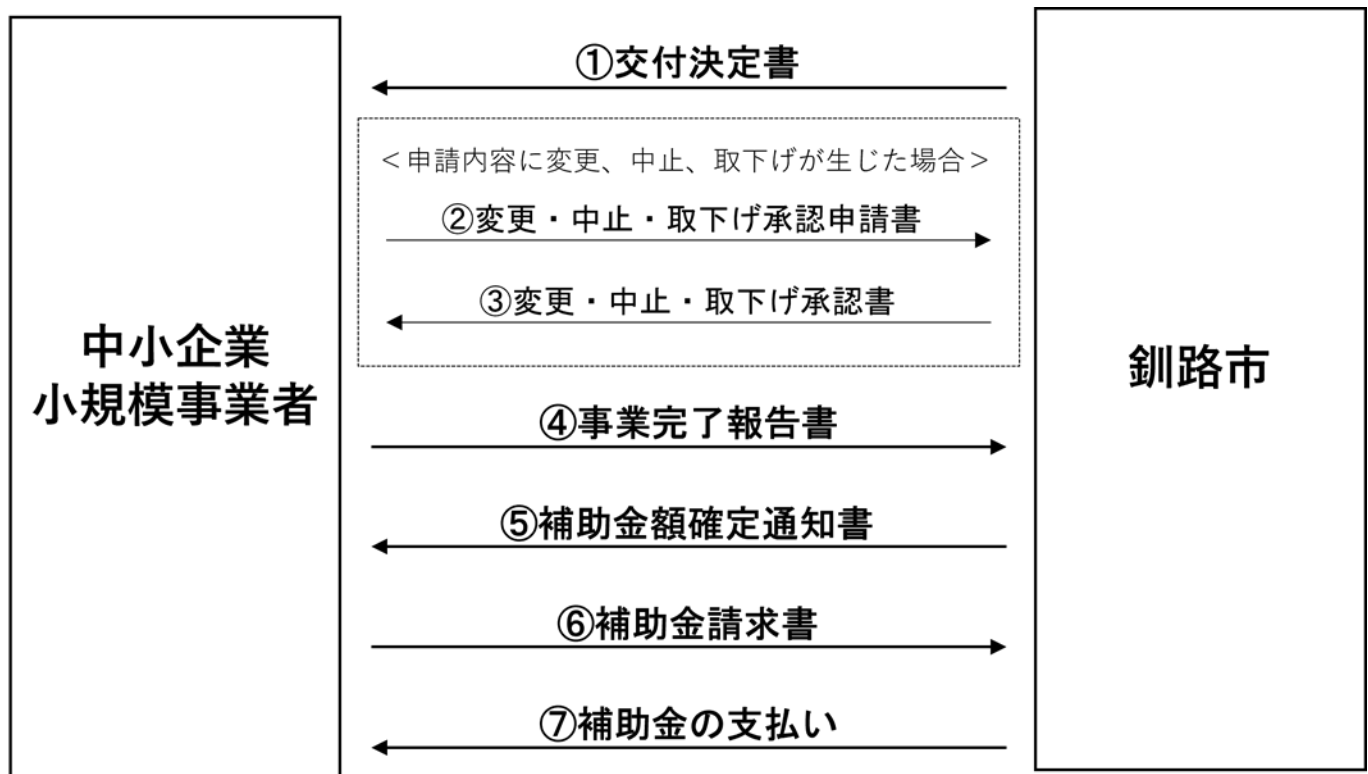 ①交付決定書
＜申請内容に変更、中止、取下げが生じた場合＞
②変更・中止・取下げ承認申請書
③変更・中止・取下げ承認書
中小企業
小規模事業者
釧路市
④事業完了報告書
⑤補助金額確定通知書
⑥補助金請求書
⑦補助金の支払い